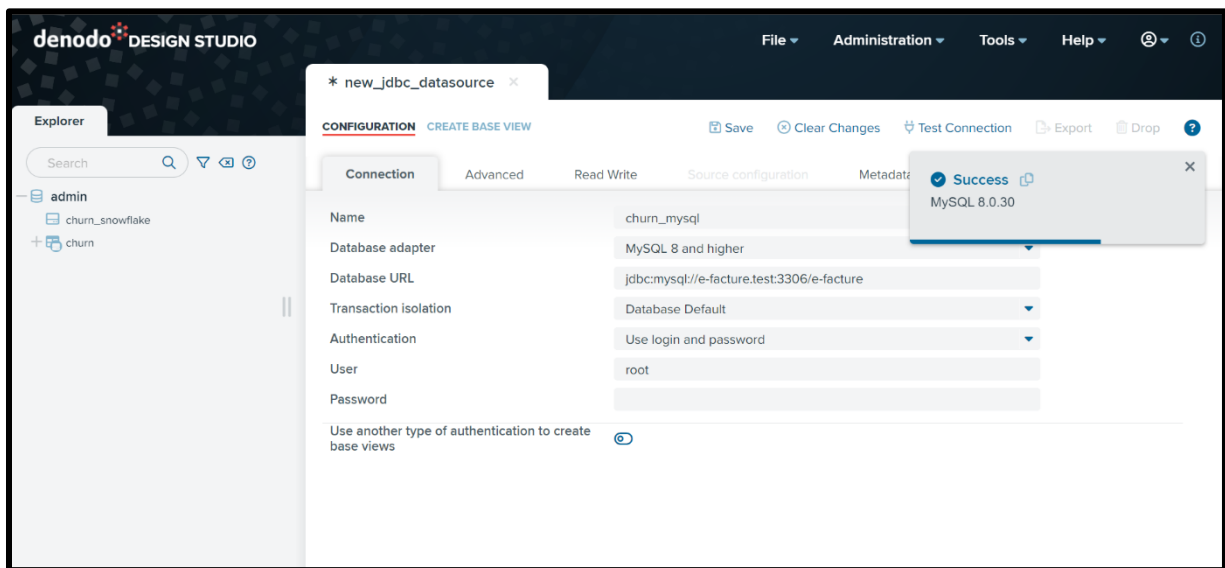 denodo DESIGN STUDIO
File Administration Tools Help
* new_jdbc_datasource
Explorer
CONFIGURATION CREATE BASE VIEW Save Clear Changes Test Connection Export Drop
Search
Connection Advanced Read Write Source configuration Metadata
Success
MySQL 8.0.30
admin
churn_snowflake
churn
Name churn_mysql
Database adapter MySQL 8 and higher
Database URL jdbc:mysql://e-facture.test:3306/e-facture
Transaction isolation Database Default
Authentication Use login and password
User root
Password
Use another type of authentication to create
base views